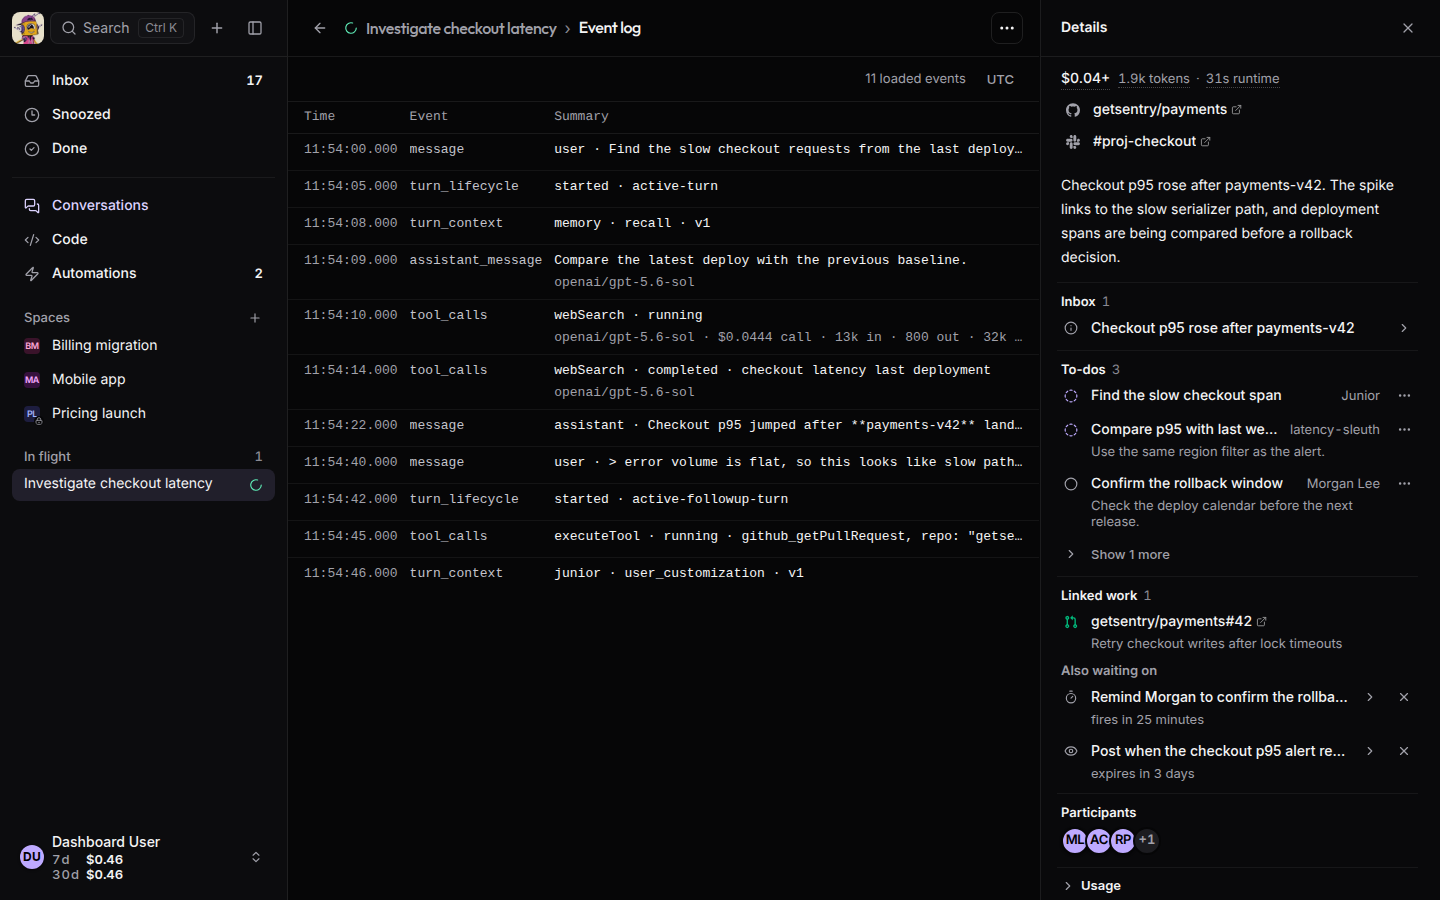 Search Ctrl K
Inbox 17
Snoozed
Done
Conversations
Code
Automations 2
Spaces
BM Billing migration
MA Mobile app
PL Pricing launch
In flight 1
Investigate checkout latency
DU Dashboard User
7d $0.46
30d $0.46
Investigate checkout latency › Event log
11 loaded events UTC
Time Event Summary
11:54:00.000 message user · Find the slow checkout requests from the last deploy…
11:54:05.000 turn_lifecycle started · active-turn
11:54:08.000 turn_context memory · recall · v1
11:54:09.000 assistant_message Compare the latest deploy with the previous baseline.
openai/gpt-5.6-sol
11:54:10.000 tool_calls webSearch · running
openai/gpt-5.6-sol · $0.0444 call · 13k in · 800 out · 32k …
11:54:14.000 tool_calls webSearch · completed · checkout latency last deployment
openai/gpt-5.6-sol
11:54:22.000 message assistant · Checkout p95 jumped after **payments-v42** land…
11:54:40.000 message user · > error volume is flat, so this looks like slow path…
11:54:42.000 turn_lifecycle started · active-followup-turn
11:54:45.000 tool_calls executeTool · running · github_getPullRequest, repo: "getse…
11:54:46.000 turn_context junior · user_customization · v1
Details
$0.04+ 1.9k tokens · 31s runtime
getsentry/payments
#proj-checkout
Checkout p95 rose after payments-v42. The spike
links to the slow serializer path, and deployment
spans are being compared before a rollback
decision.
Inbox 1
Checkout p95 rose after payments-v42
To-dos 3
Find the slow checkout span Junior
Compare p95 with last we... latency-sleuth
Use the same region filter as the alert.
Confirm the rollback window Morgan Lee
Check the deploy calendar before the next
release.
Show 1 more
Linked work 1
getsentry/payments#42
Retry checkout writes after lock timeouts
Also waiting on
Remind Morgan to confirm the rollba...
fires in 25 minutes
Post when the checkout p95 alert re...
expires in 3 days
Participants
ML AC RP +1
Usage